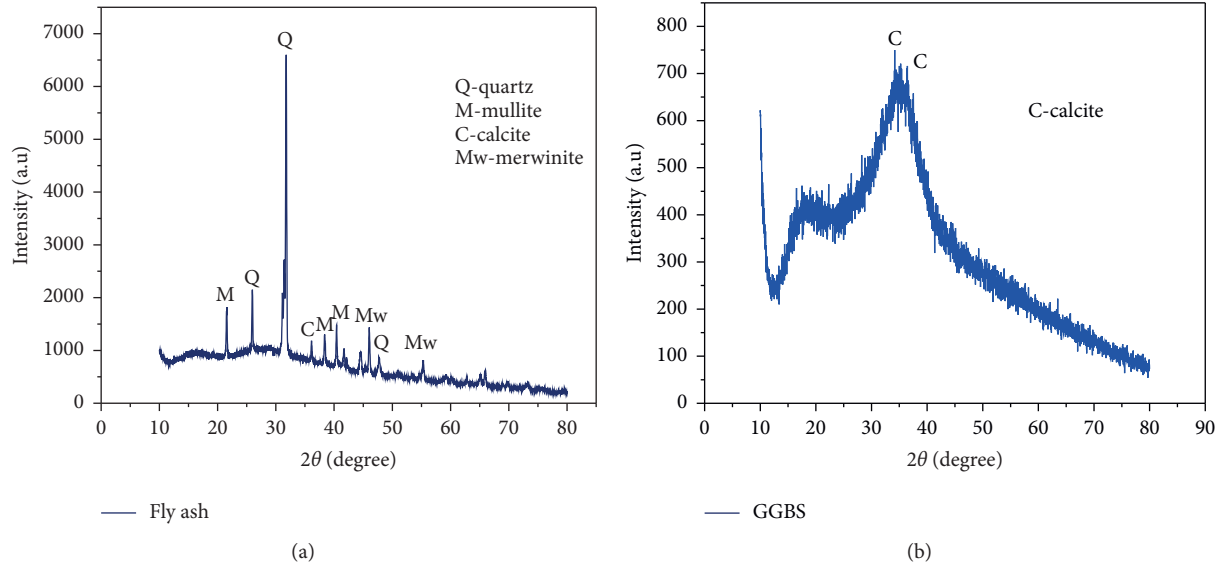 7000
6000
5000
4000
3000
2000
1000
0
Intensity (a.u)
Q
Q-quartz
M-mullite
C-calcite
Mw-merwinite
M
Q
C
M
M
Mw
Q
Mw
0
10
20
30
40
50
60
70
80
2θ (degree)
Fly ash
(a)
800
700
600
500
400
300
200
100
0
Intensity (a.u)
C
C
C-calcite
0
10
20
30
40
50
60
70
80
90
2θ (degree)
GGBS
(b)